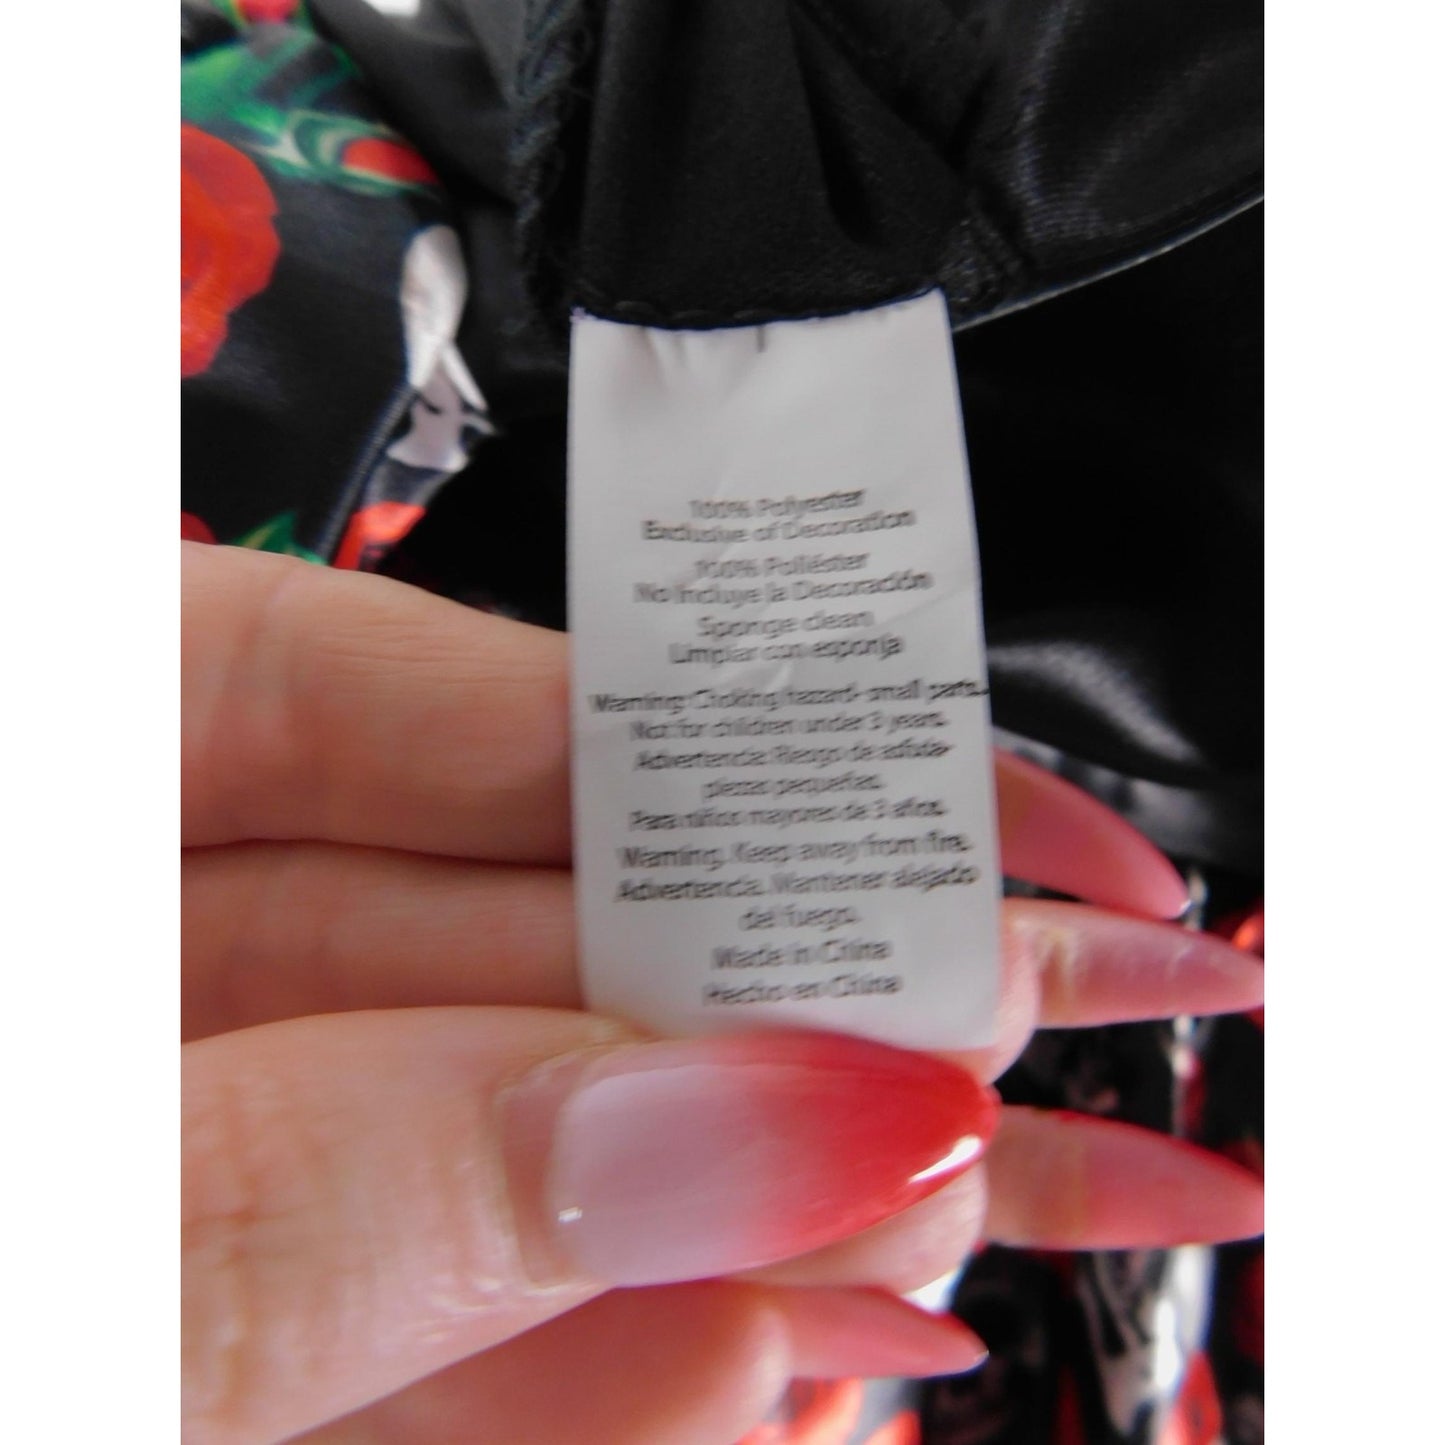 100% Polyester
Exclusive of Decoration
100% Poliéster
No Incluye la Decoración
Sponge clean
Limpiar con esponja
Warning: Choking hazard- small parts.
Not for children under 3 years.
Advertencia: Riesgo de asfixia-
piezas pequeñas.
Para niños mayores de 3 años.
Warning. Keep away from fire.
Advertencia. Mantener alejado
del fuego.
Made in China
Hecho en China